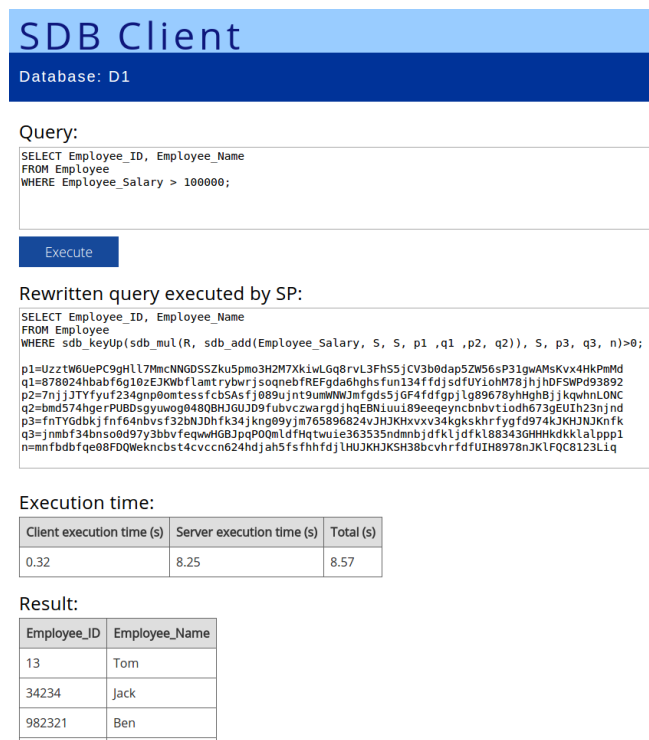 SDB Client
Database: D1
Query:
SELECT Employee_ID, Employee_Name
FROM Employee
WHERE Employee_Salary > 100000;
Execute
Rewritten query executed by SP:
SELECT Employee_ID, Employee_Name
FROM Employee
WHERE sdb_keyUp(sdb_mul(R, sdb_add(Employee_Salary, S, S, p1 ,q1 ,p2, q2)), S, p3, q3, n)>0;
p1=UzztW6UePC9gHll7MmcNNGDSSZku5pmo3H2M7XkiwLGq8rvL3FhS5jCV3b0dap5ZW56sP31gwAMsKvx4HkPmMd
q1=878024hbabf6g10zEJKWbflamtrybwrjsoqnebfREFgda6hghsfun134ffdjsdfUYiohM78jhjhDFSWPd93892
p2=7njjJTYfyuf234gnp0omtessfcbSAsfj089ujnt9umWNWJmfgds5jGF4fdfgpjlg89678yhHghBjjkqwhnLONC
q2=bmd574hgerPUBDsgyuwog048QBHJGUJD9fubvczwargdjhqEBNiuui89eeqeyncbnbvtiodh673gEUIh23njnd
p3=fnTYGdbkjfnf64nbvsf32bNJDhfk34jkng09yjm765896824vJHJKHxvxv34kgkskhrfygfd974kJKHJNJKnfk
q3=jnmbf34bnso0d97y3bbvfeqwwHGBJpqPOQmldfHqtwuie363535ndmnbjdfkljdfkl88343GHHHkdkklalppp1
n=mnfbdbfqe08FDQWekncbst4cvccn624hdjah5fsfhhfdjlHUJKHJKSH38bcvhrfdfUIH8978nJKlFQC8123Liq
Execution time:
Client execution time (s) Server execution time (s) Total (s)
0.32 8.25 8.57
Result:
Employee_ID Employee_Name
13 Tom
34234 Jack
982321 Ben